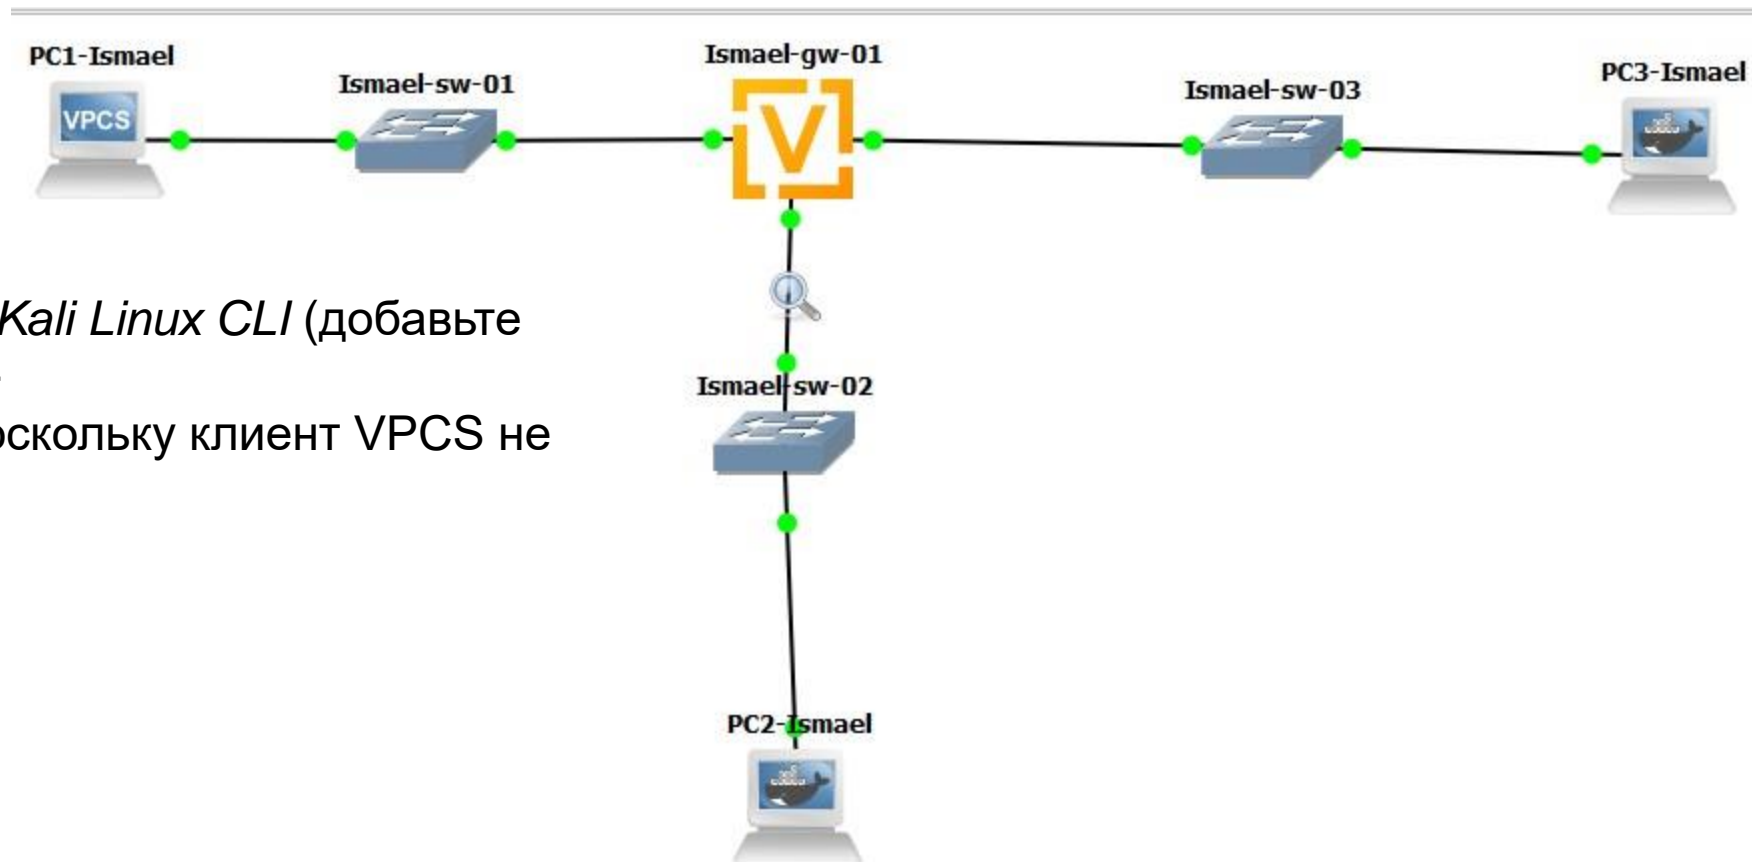 PC1-Ismael
Ismael-sw-01
VPCS
Ismael-gw-01
V
Ismael-sw-03
PC3-Ismael
Kali Linux CLI (добавьте
оскольку клиент VPCS не
Ismael-sw-02
PC2-Ismael